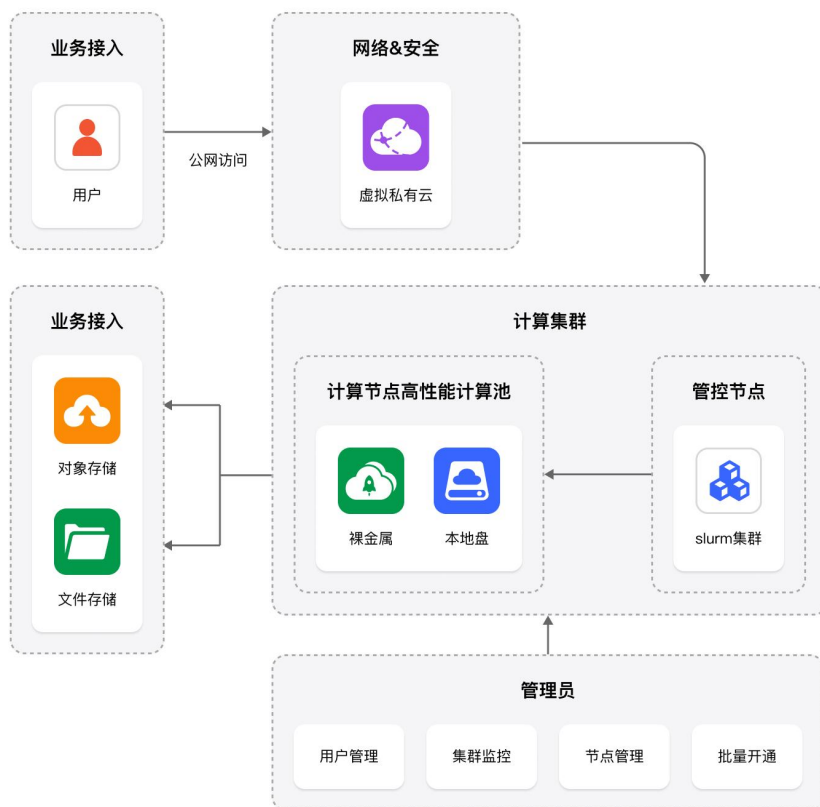 业务接入
用户
公网访问
网络&安全
虚拟私有云
业务接入
对象存储
文件存储
计算集群
计算节点高性能计算池
裸金属
本地盘
管控节点
slurm集群
管理员
用户管理
集群监控
节点管理
批量开通